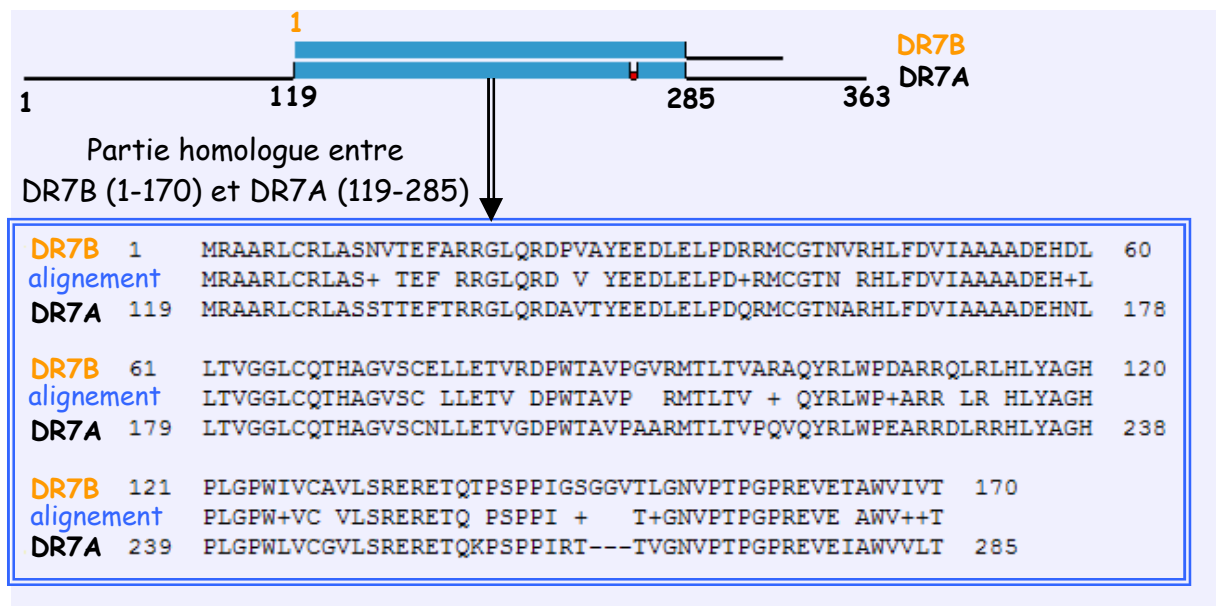 1
DR7B
DR7A
1 119 285 363
Partie homologue entre
DR7B (1-170) et DR7A (119-285)
DR7B 1 MRAARLCRLASNVTEFARRGLQRDPVAYEEDLELPDRRMCGTNVRHLFDVIAAAADEHDL 60
alignement MRAARLCRLAS+ TEF RRGLQRD V YEEDLELPD+RMCGTN RHLFDVIAAAADEH+L
DR7A 119 MRAARLCRLASSTTEFTRRGLQRDAVTYEEDLELPDQRMCGTNARHLFDVIAAAADEHNL 178
DR7B 61 LTVGGLCQTHAGVSCELLETVRDPWTAVPGVRMTLTVARAQYRLWPDARRQLRLHLYAGH 120
alignement LTVGGLCQTHAGVSC LLETV DPWTAVP  RMTLTV + QYRLWP+ARR LR HLYAGH
DR7A 179 LTVGGLCQTHAGVSCNLLETVGDPWTAVPAARMTLTVPQVQYRLWPEARRDLRRHLYAGH 238
DR7B 121 PLGPWIVCAVLSRERETQTPSPPIGSGGVTLGNVPTPGPREVETAWVIVT 170
alignement PLGPW+VC VLSRERETQ PSPPI +   T+GNVPTPGPREVE AWV++T
DR7A 239 PLGPWLVCGVLSRERETQKPSPPIRT---TVGNVPTPGPREVEIAWVVLT 285